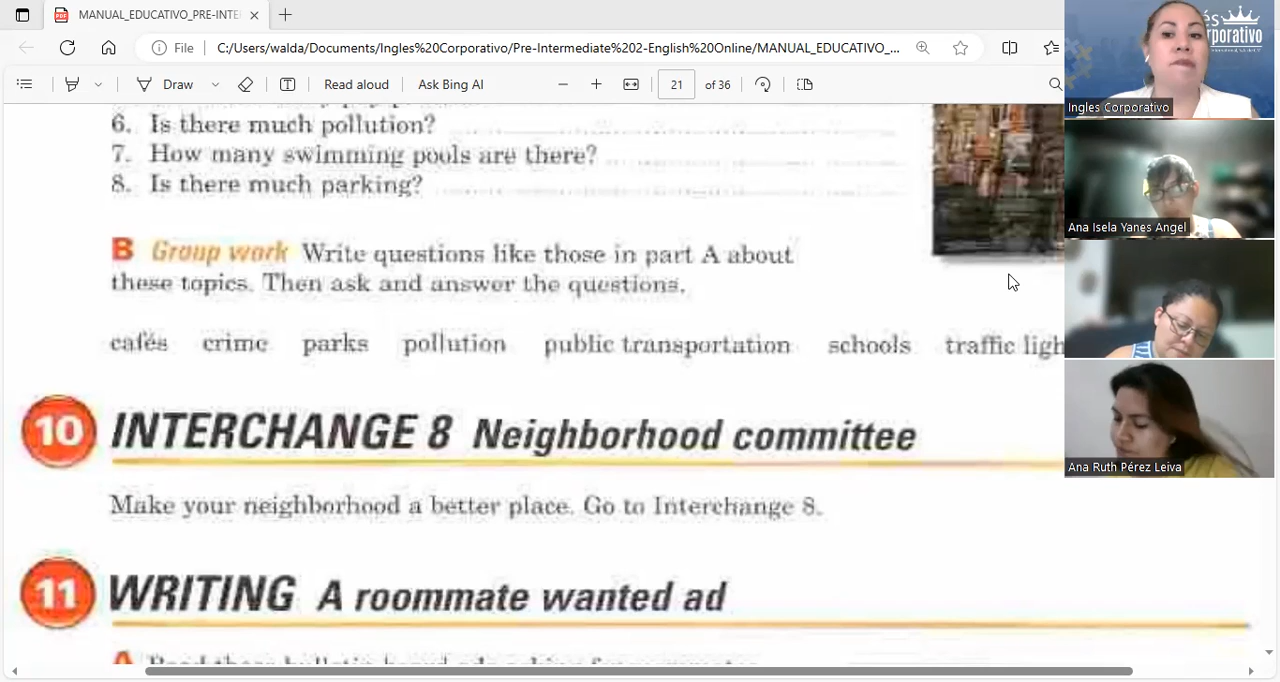 MANUAL_EDUCATIVO_PRE-INTE
File
C:/Users/walda/Documents/Ingles%20Corporativo/Pre-Intermediate%202-English%20Online/MANUAL_EDUCATIVO_...
Draw
Read aloud
Ask Bing AI
21
of 36
6. Is there much pollution?
7. How many swimming pools are there?
8. Is there much parking?
B Group work Write questions like those in part A about
these topics. Then ask and answer the questions.
cafés crime parks pollution public transportation schools traffic ligh
10 INTERCHANGE 8 Neighborhood committee
Make your neighborhood a better place. Go to Interchange 8.
11 WRITING A roommate wanted ad
Ingles Corporativo
Ana Isela Yanes Angel
Ana Ruth Pérez Leiva